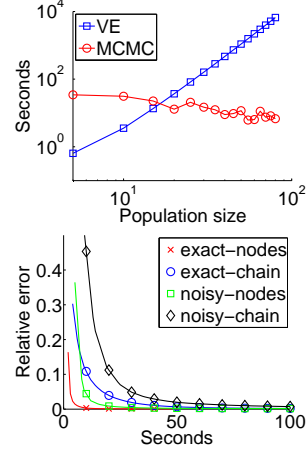 10^4
10^2
10^0
Seconds
VE
MCMC
10^1
10^2
Population size
0.4
0.3
0.2
0.1
0
Relative error
exact-nodes
exact-chain
noisy-nodes
noisy-chain
0
50
100
Seconds